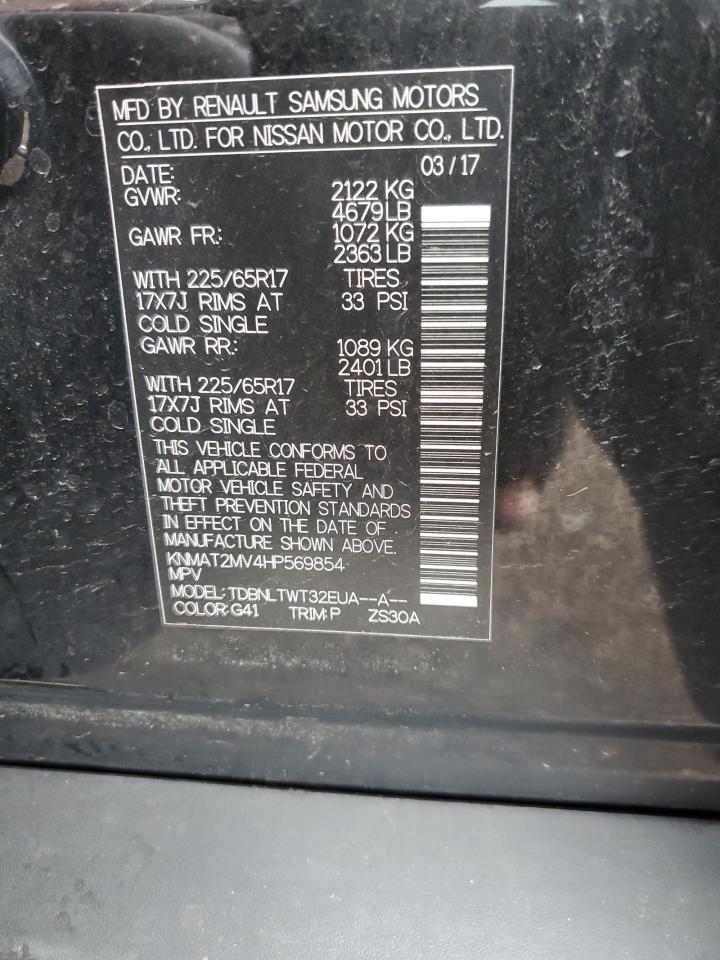 MFD BY RENAULT SAMSUNG MOTORS
CO., LTD. FOR NISSAN MOTOR CO., LTD.
DATE: 03/17
GVWR: 2122 KG
4679LB
GAWR FR: 1072 KG
2363 LB
WITH 225/65R17 TIRES
17X7J RIMS AT 33 PSI
COLD SINGLE
GAWR RR: 1089 KG
2401 LB
WITH 225/65R17 TIRES
17X7J RIMS AT 33 PSI
COLD SINGLE
THIS VEHICLE CONFORMS TO
ALL APPLICABLE FEDERAL
MOTOR VEHICLE SAFETY AND
THEFT PREVENTION STANDARDS
IN EFFECT ON THE DATE OF
MANUFACTURE SHOWN ABOVE.
KNMAT2MV4HP569854
MPV
MODEL: TDBNLTWT32EUA--A--
COLOR: G41 TRIM: P ZS30A